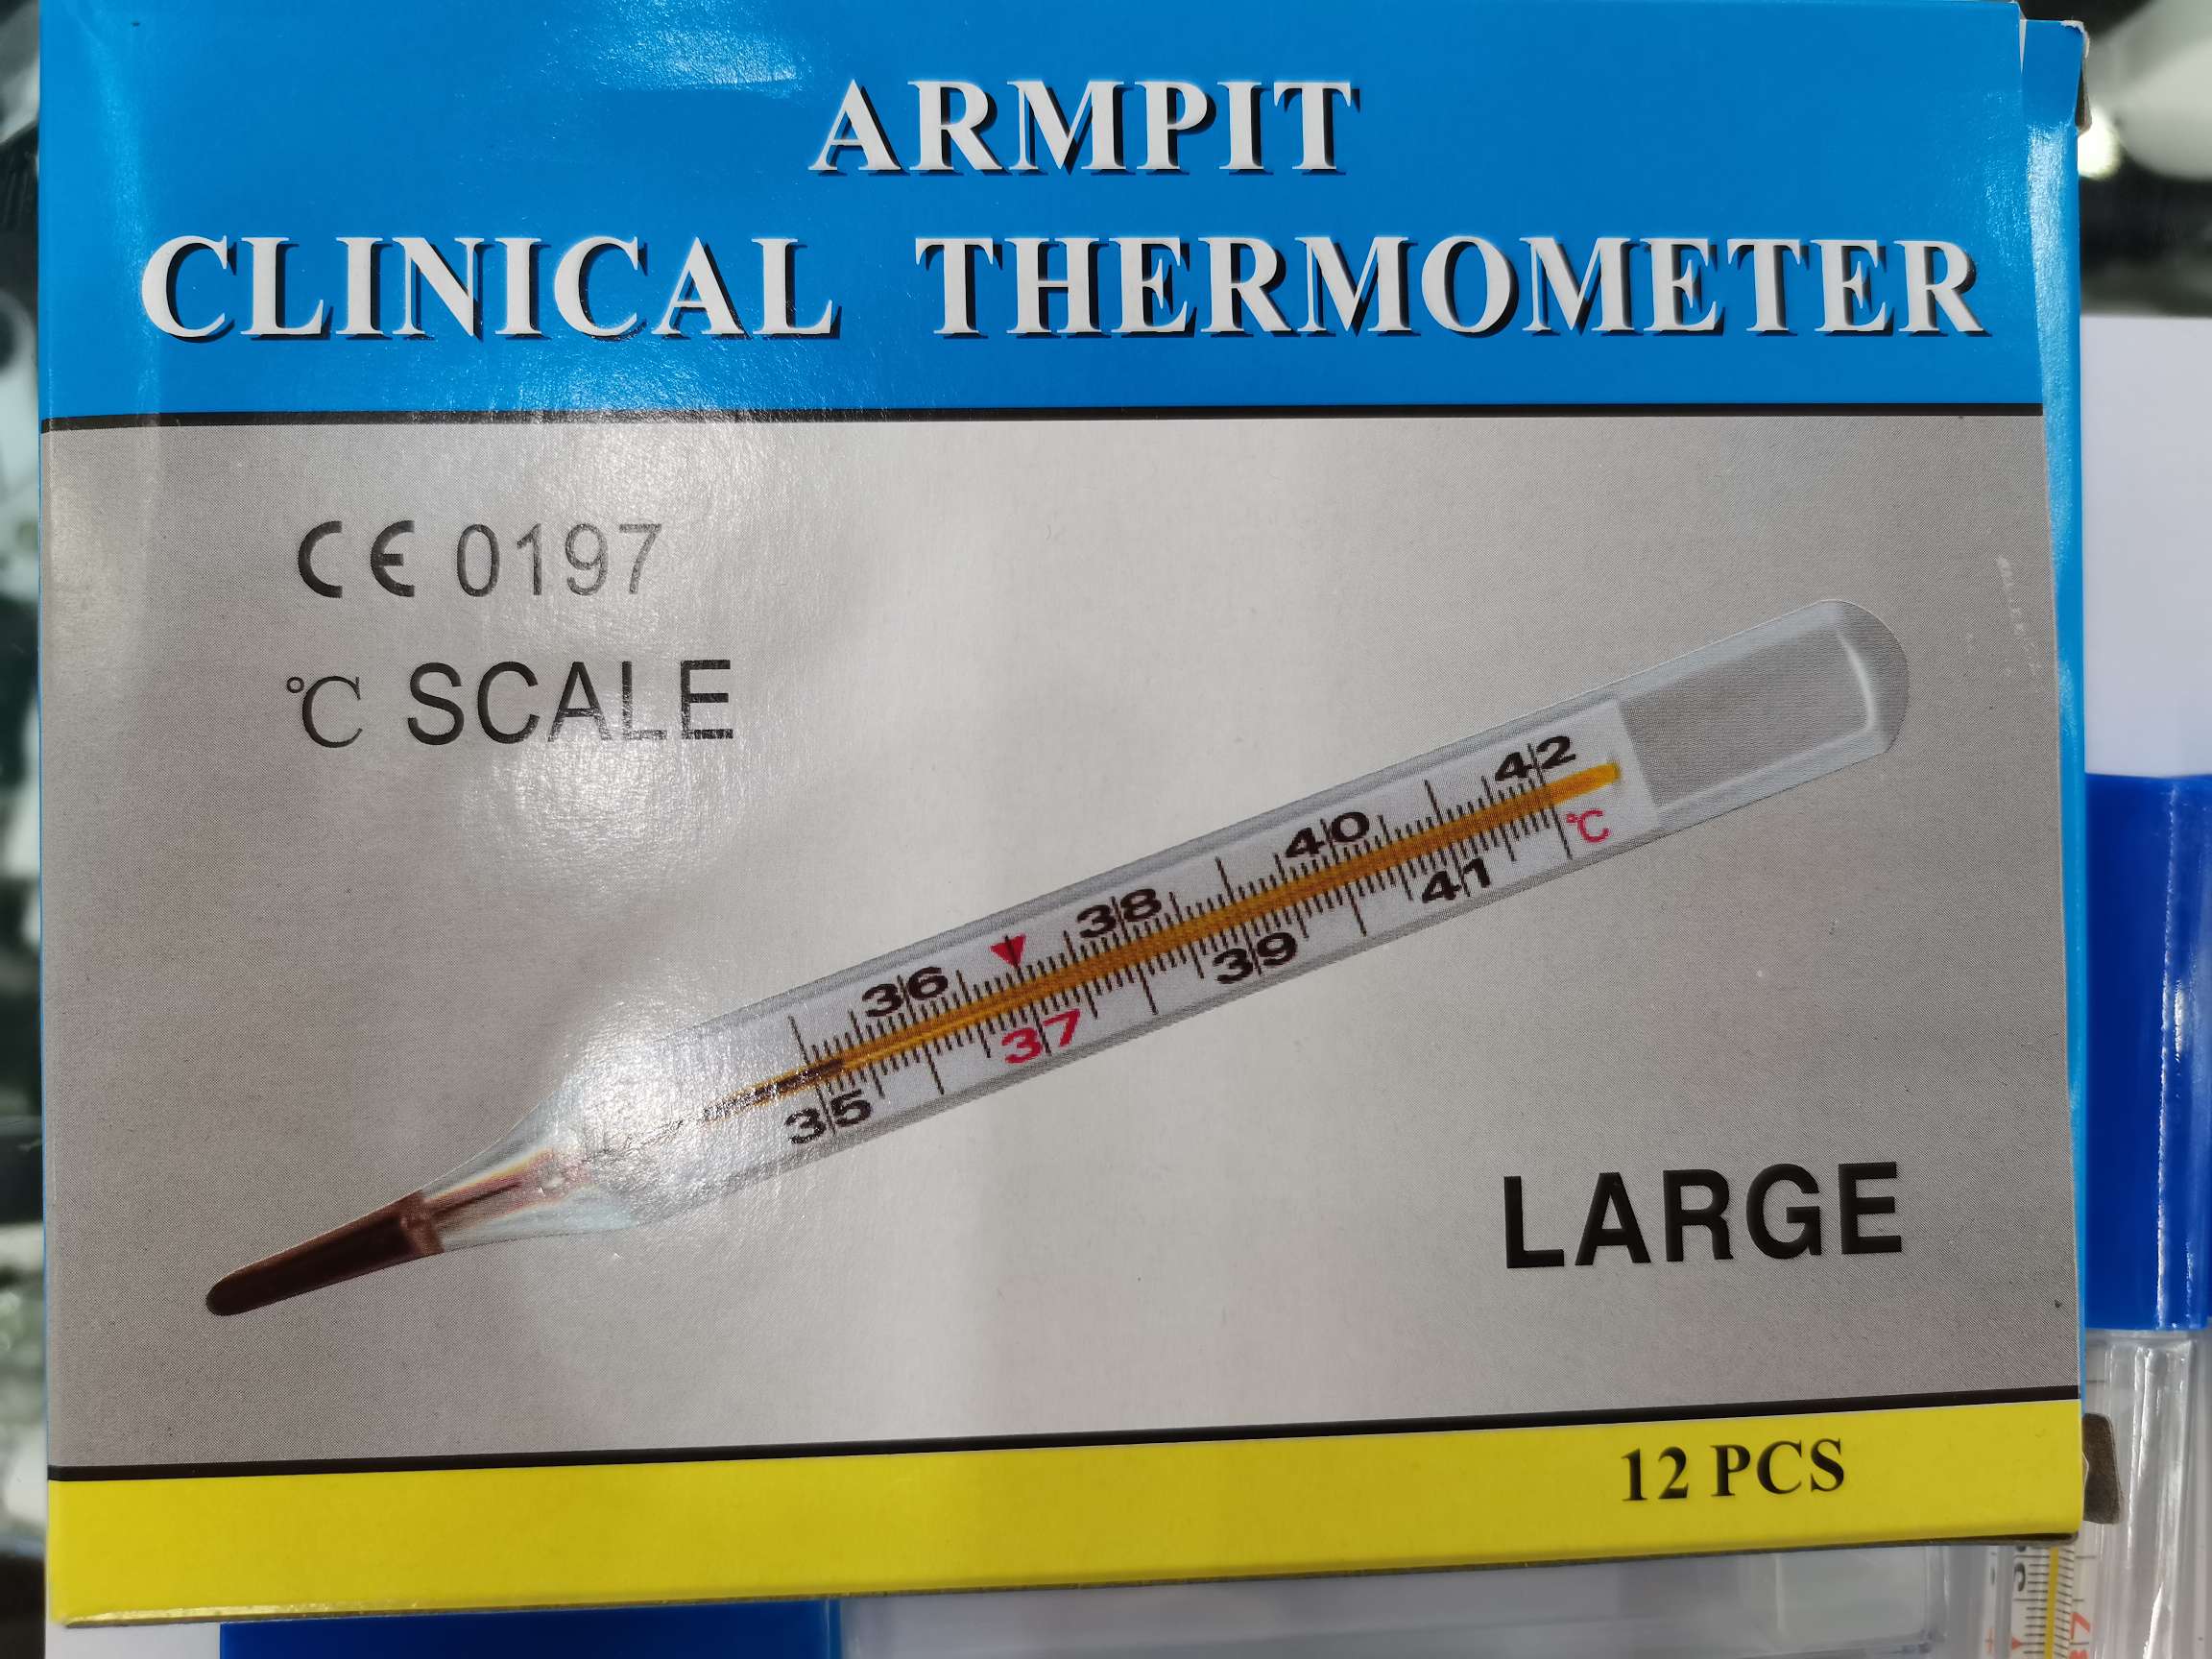 ARMPIT
CLINICAL THERMOMETER
CE 0197
℃ SCALE
42
40
℃
41
38
39
36
37
35
LARGE
12 PCS